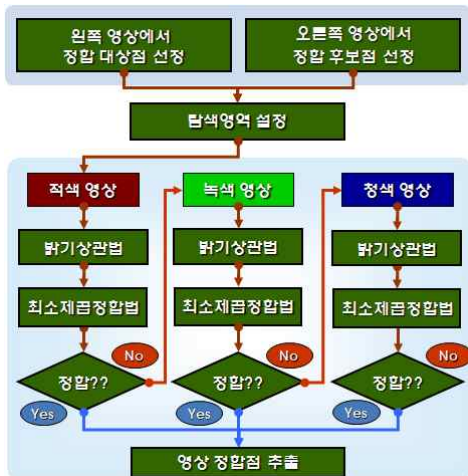 왼쪽 영상에서
정합 대상점 선정
오른쪽 영상에서
정합 후보점 선정
탐색영역 설정
적색 영상
녹색 영상
청색 영상
밝기상관법
밝기상관법
밝기상관법
최소제곱정합법
최소제곱정합법
최소제곱정합법
No
No
No
정합??
정합??
정합??
Yes
Yes
Yes
영상 정합점 추출